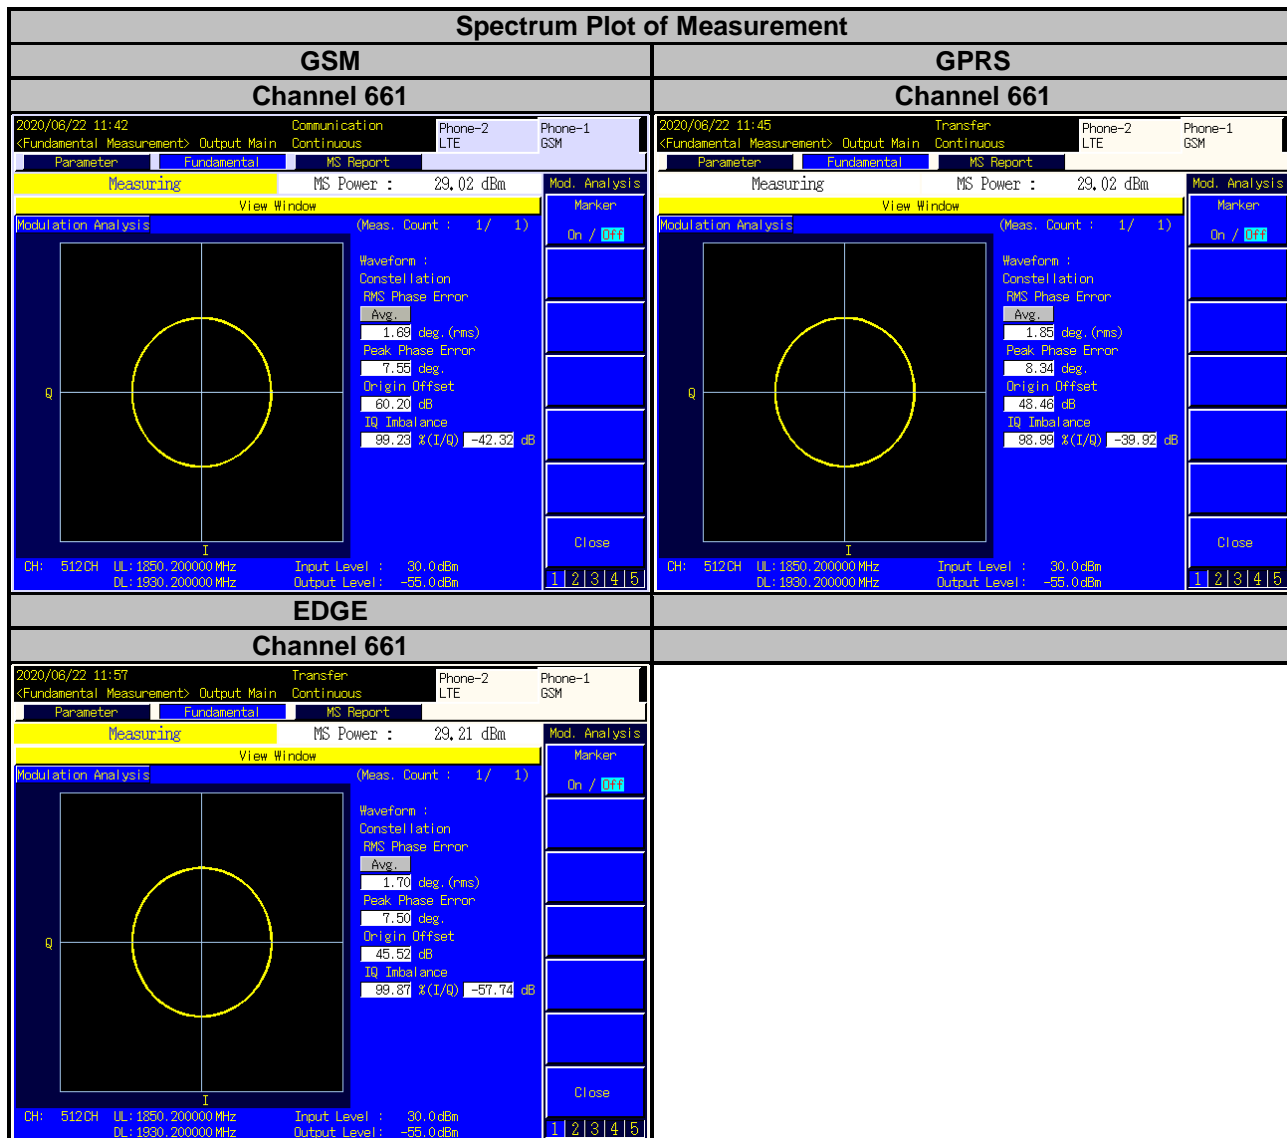 Spectrum Plot of Measurement
GSM
GPRS
Channel 661
Channel 661
2020/06/22 11:42 Communication Phone-2 Phone-1
<Fundamental Measurement> Output Main Continuous LTE GSM
Parameter Fundamental MS Report
Measuring MS Power : 29.02 dBm Mod. Analysis
View Window Marker
Modulation Analysis (Meas. Count : 1/ 1) On / Off
Waveform :
Constellation
RMS Phase Error
Avg.
1.69 deg.(rms)
Peak Phase Error
7.55 deg.
Origin Offset
Q 60.20 dB
IQ Imbalance
99.23 %(I/Q) -42.32 dB
Close
I
CH: 512CH UL:1850.200000MHz Input Level : 30.0dBm
DL:1930.200000MHz Output Level: -55.0dBm 1 2 3 4 5
2020/06/22 11:45 Transfer Phone-2 Phone-1
<Fundamental Measurement> Output Main Continuous LTE GSM
Parameter Fundamental MS Report
Measuring MS Power : 29.02 dBm Mod. Analysis
View Window Marker
Modulation Analysis (Meas. Count : 1/ 1) On / Off
Waveform :
Constellation
RMS Phase Error
Avg.
1.85 deg.(rms)
Peak Phase Error
8.34 deg.
Origin Offset
Q 48.46 dB
IQ Imbalance
98.99 %(I/Q) -39.92 dB
Close
I
CH: 512CH UL:1850.200000MHz Input Level : 30.0dBm
DL:1930.200000MHz Output Level: -55.0dBm 1 2 3 4 5
EDGE
Channel 661
2020/06/22 11:57 Transfer Phone-2 Phone-1
<Fundamental Measurement> Output Main Continuous LTE GSM
Parameter Fundamental MS Report
Measuring MS Power : 29.21 dBm Mod. Analysis
View Window Marker
Modulation Analysis (Meas. Count : 1/ 1) On / Off
Waveform :
Constellation
RMS Phase Error
Avg.
1.70 deg.(rms)
Peak Phase Error
7.50 deg.
Origin Offset
Q 45.52 dB
IQ Imbalance
99.87 %(I/Q) -57.74 dB
Close
I
CH: 512CH UL:1850.200000MHz Input Level : 30.0dBm
DL:1930.200000MHz Output Level: -55.0dBm 1 2 3 4 5